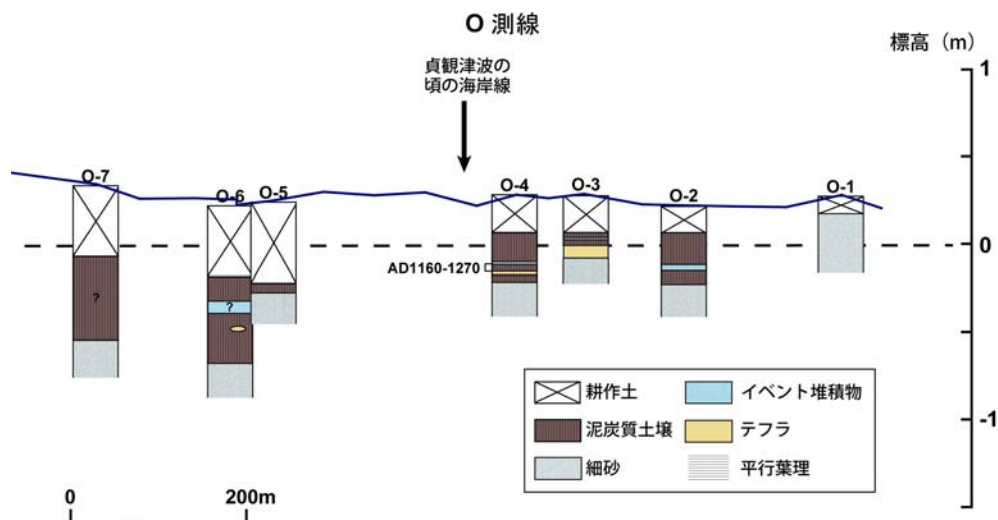 O 測線
標高（m）
貞観津波の
頃の海岸線
1
O-7
O-6
O-5
O-4
O-3
O-2
O-1
0
AD1160-1270
?
?
耕作土
イベント堆積物
泥炭質土壌
テフラ
細砂
平行葉理
-1
0
200m